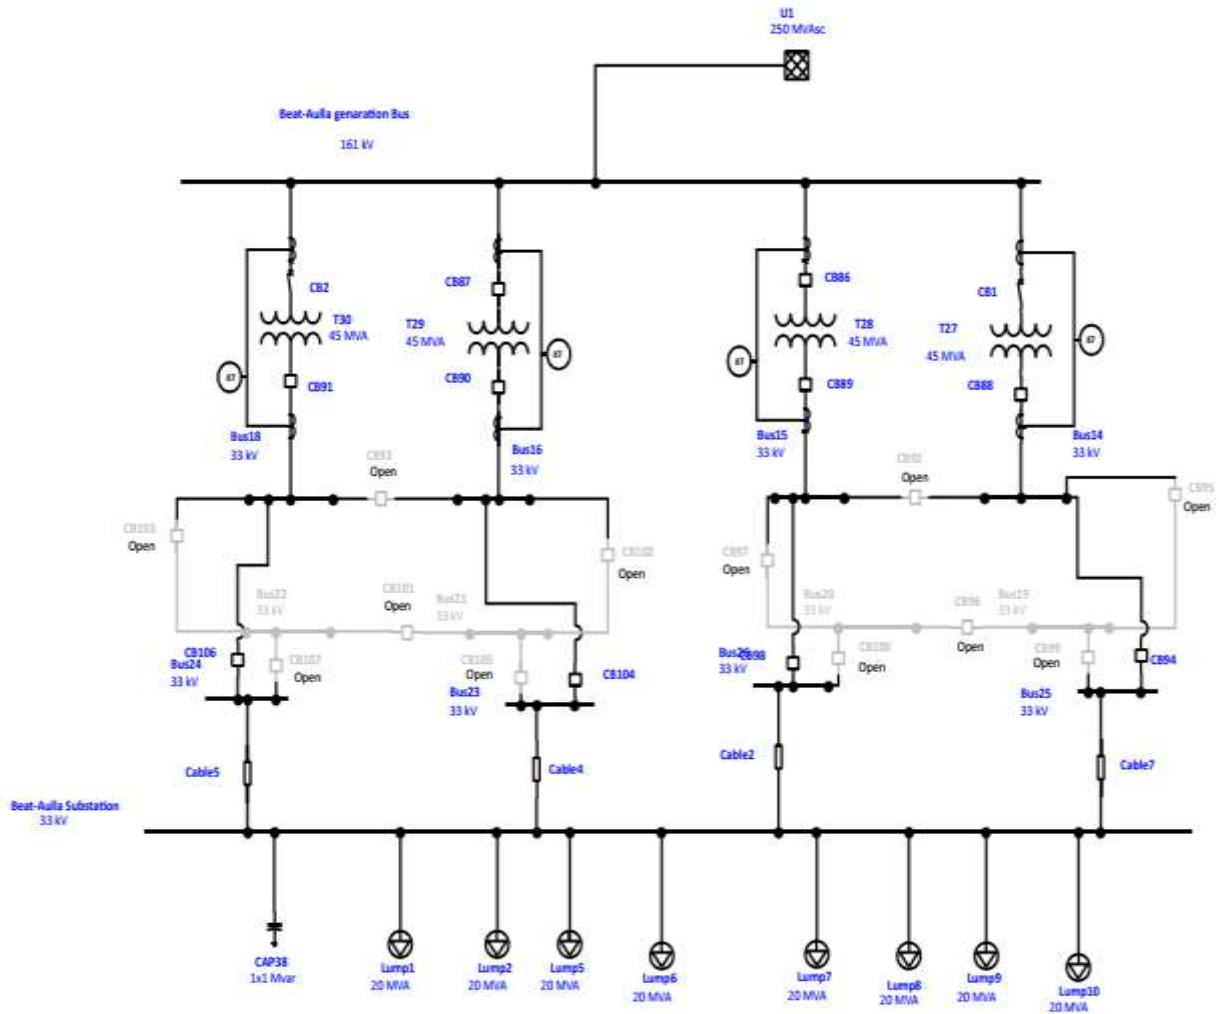 U1
250 MVAsc
Beat-Aulla genaration Bus
161 kV
CB2
CB87
CB86
CB1
T30
45 MVA
T29
45 MVA
T28
45 MVA
T27
45 MVA
87
87
87
87
CB91
CB90
CB89
CB88
Bus18
33 kV
Bus16
33 kV
Bus15
33 kV
Bus14
33 kV
CB93
Open
CB92
Open
CB95
Open
CB103
Open
CB102
Open
CB97
Open
CB101
Open
Bus22
33 kV
Bus21
33 kV
Bus20
33 kV
CB96
Open
Bus19
33 kV
CB106
Bus24
33 kV
CB107
Open
CB105
Open
CB104
Bus23
33 kV
CB98
33 kV
CB100
Open
CB99
Open
CB94
Bus25
33 kV
Cable5
Cable4
Cable2
Cable7
Beat-Aulla Substation
33 kV
CAP38
1x1 Mvar
Lump1
20 MVA
Lump2
20 MVA
Lump5
20 MVA
Lump6
20 MVA
Lump7
20 MVA
Lump8
20 MVA
Lump9
20 MVA
Lump10
20 MVA